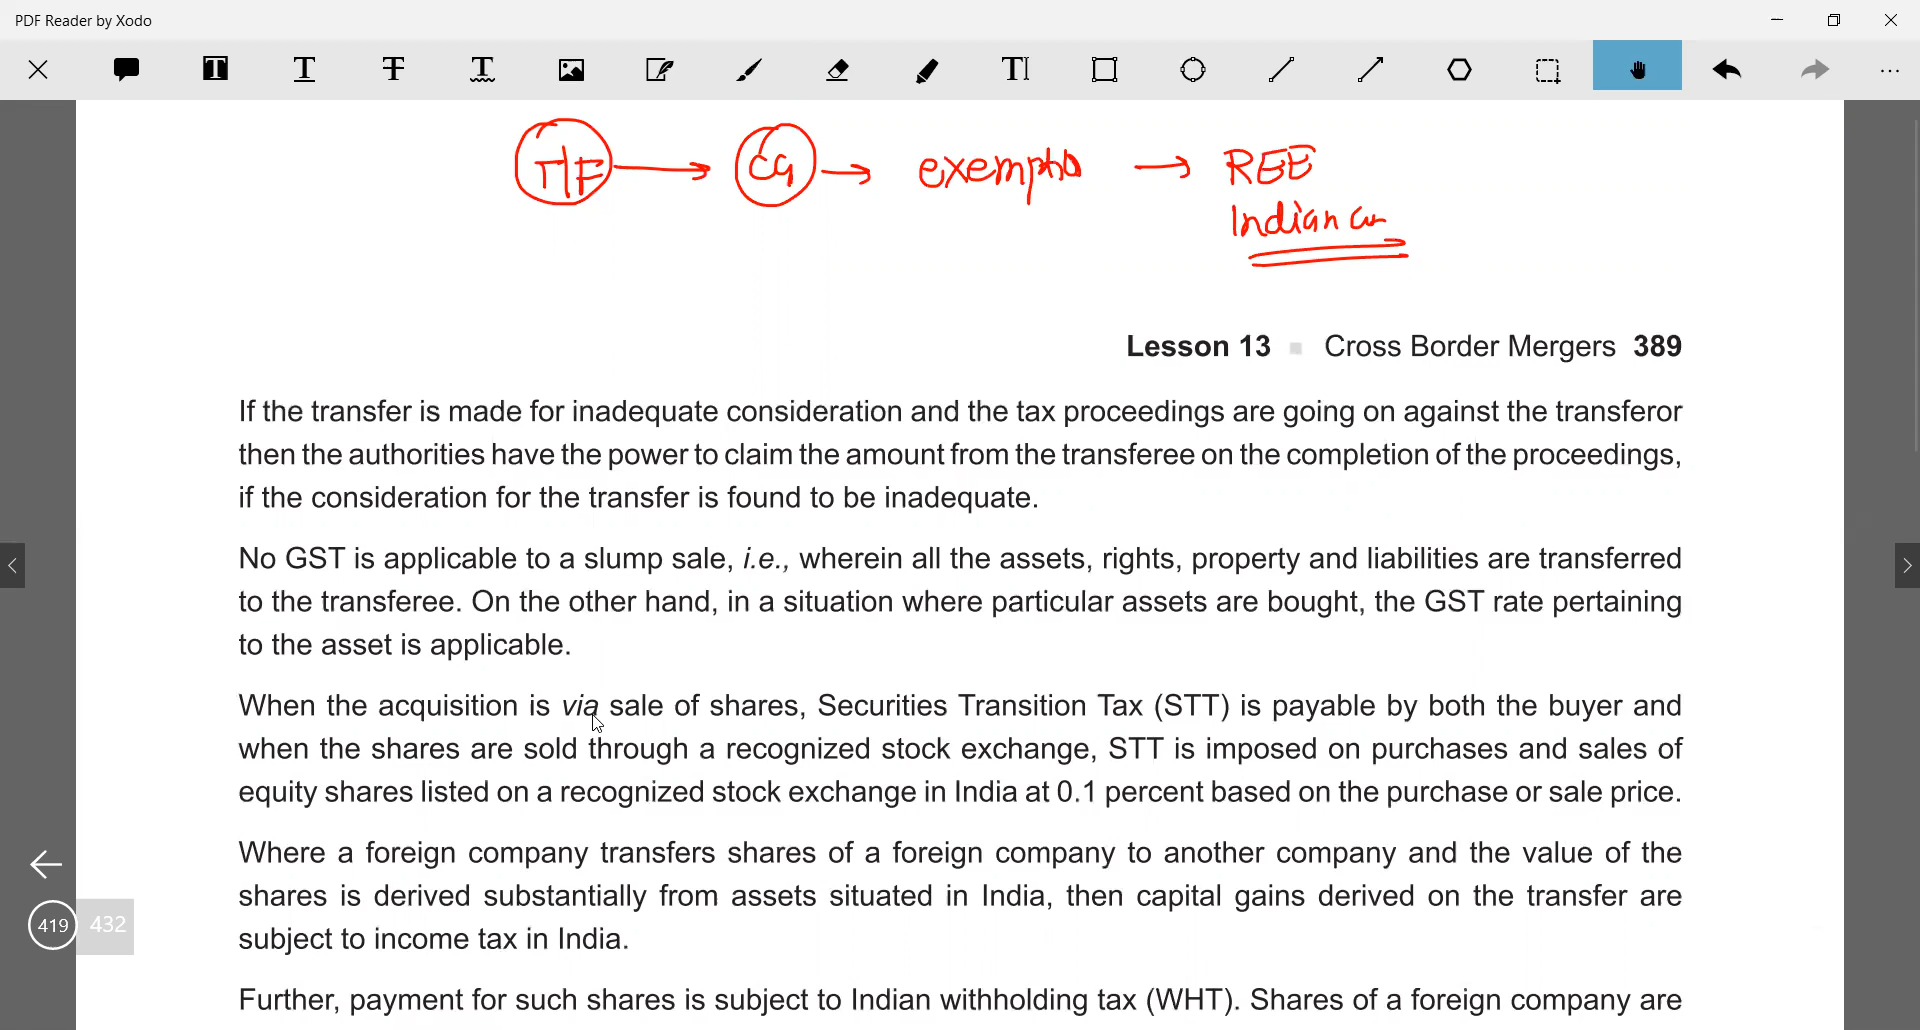 PDF Reader by Xodo
T/F → CG → → REE
Indian
Lesson 13 ■ Cross Border Mergers 389
If the transfer is made for inadequate consideration and the tax proceedings are going on against the transferor
then the authorities have the power to claim the amount from the transferee on the completion of the proceedings,
if the consideration for the transfer is found to be inadequate.
No GST is applicable to a slump sale, i.e., wherein all the assets, rights, property and liabilities are transferred
to the transferee. On the other hand, in a situation where particular assets are bought, the GST rate pertaining
to the asset is applicable.
When the acquisition is via sale of shares, Securities Transition Tax (STT) is payable by both the buyer and
when the shares are sold through a recognized stock exchange, STT is imposed on purchases and sales of
equity shares listed on a recognized stock exchange in India at 0.1 percent based on the purchase or sale price.
Where a foreign company transfers shares of a foreign company to another company and the value of the
shares is derived substantially from assets situated in India, then capital gains derived on the transfer are
subject to income tax in India.
419 432
Further, payment for such shares is subject to Indian withholding tax (WHT). Shares of a foreign company are